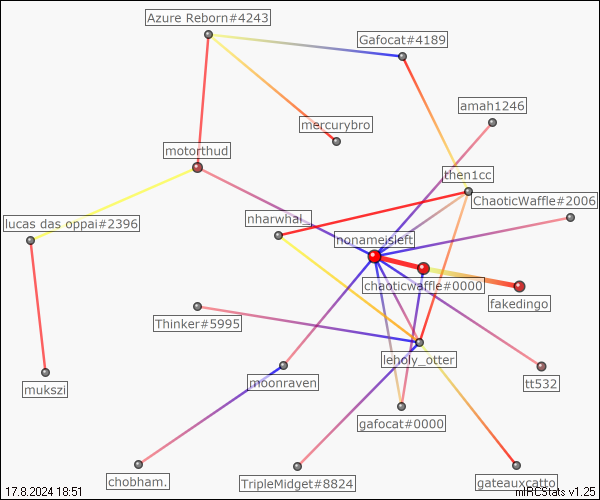 Azure Reborn#4243
Gafocat#4189
amah1246
mercurybro
motorthud
then1cc
ChaoticWaffle#2006
nharwhal_
lucas das oppai#2396
nonameisleft
chaoticwaffle#0000
fakedingo
Thinker#5995
leholy_otter
moonraven
tt532
mukszi
gafocat#0000
chobham.
TripleMidget#8824
gateauxcatto
17.8.2024 18:51
mIRCStats v1.25